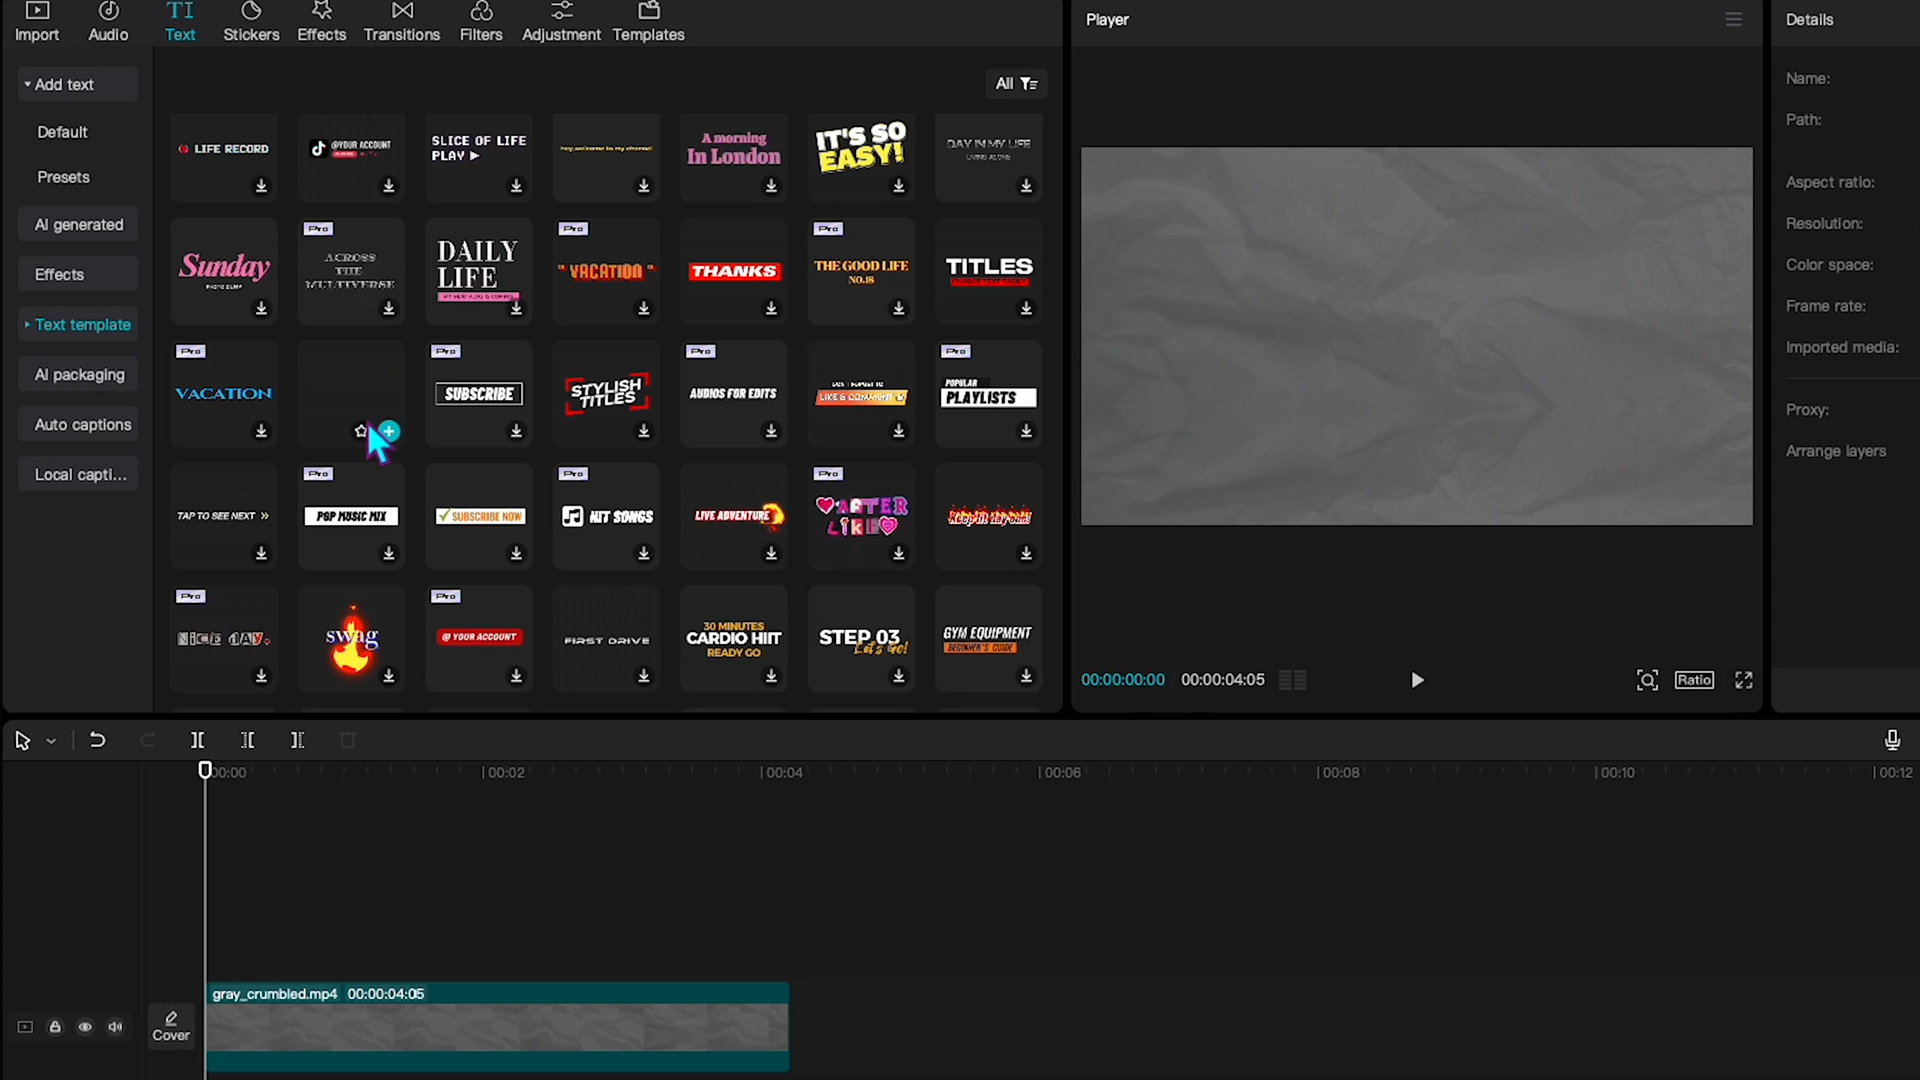 Import
Audio
Text
Stickers
Effects
Transitions
Filters
Adjustment
Templates
Player
Details
Add text
Default
Presets
AI generated
Effects
Text template
AI packaging
Auto captions
Local capti...
All
LIFE RECORD
@YOUR ACCOUNT
SLICE OF LIFE
PLAY
hey,welcome to my channel
A morning
In London
IT'S SO
EASY!
DAY IN MY LIFE
LIVING ALONE
Sunday
PHOTO DUMP
Pro
ACROSS
THE
MULTIVERSE
DAILY
LIFE
MY NEW VLOG IS COMING
Pro
VACATION
THANKS
Pro
THE GOOD LIFE
NO.18
TITLES
Pro
VACATION
Pro
SUBSCRIBE
STYLISH
TITLES
Pro
AUDIOS FOR EDITS
DON'T FORGET TO
LIKE & COMMENT
Pro
POPULAR
PLAYLISTS
TAP TO SEE NEXT »
Pro
POP MUSIC MIX
SUBSCRIBE NOW
Pro
HIT SONGS
LIVE ADVENTURE
Pro
AFTER
LIKE
Pro
NICE DAY
swag
Pro
@ YOUR ACCOUNT
FIRST DRIVE
30 MINUTES
CARDIO HIIT
READY GO
STEP 03
Let's Go!
GYM EQUIPMENT
BEGINNER'S GUIDE
Name:
Path:
Aspect ratio:
Resolution:
Color space:
Frame rate:
Imported media:
Proxy:
Arrange layers
00:00:00:00
00:00:04:05
Ratio
00:00
00:02
00:04
00:06
00:08
00:10
00:12
gray_crumbled.mp4 00:00:04:05
Cover